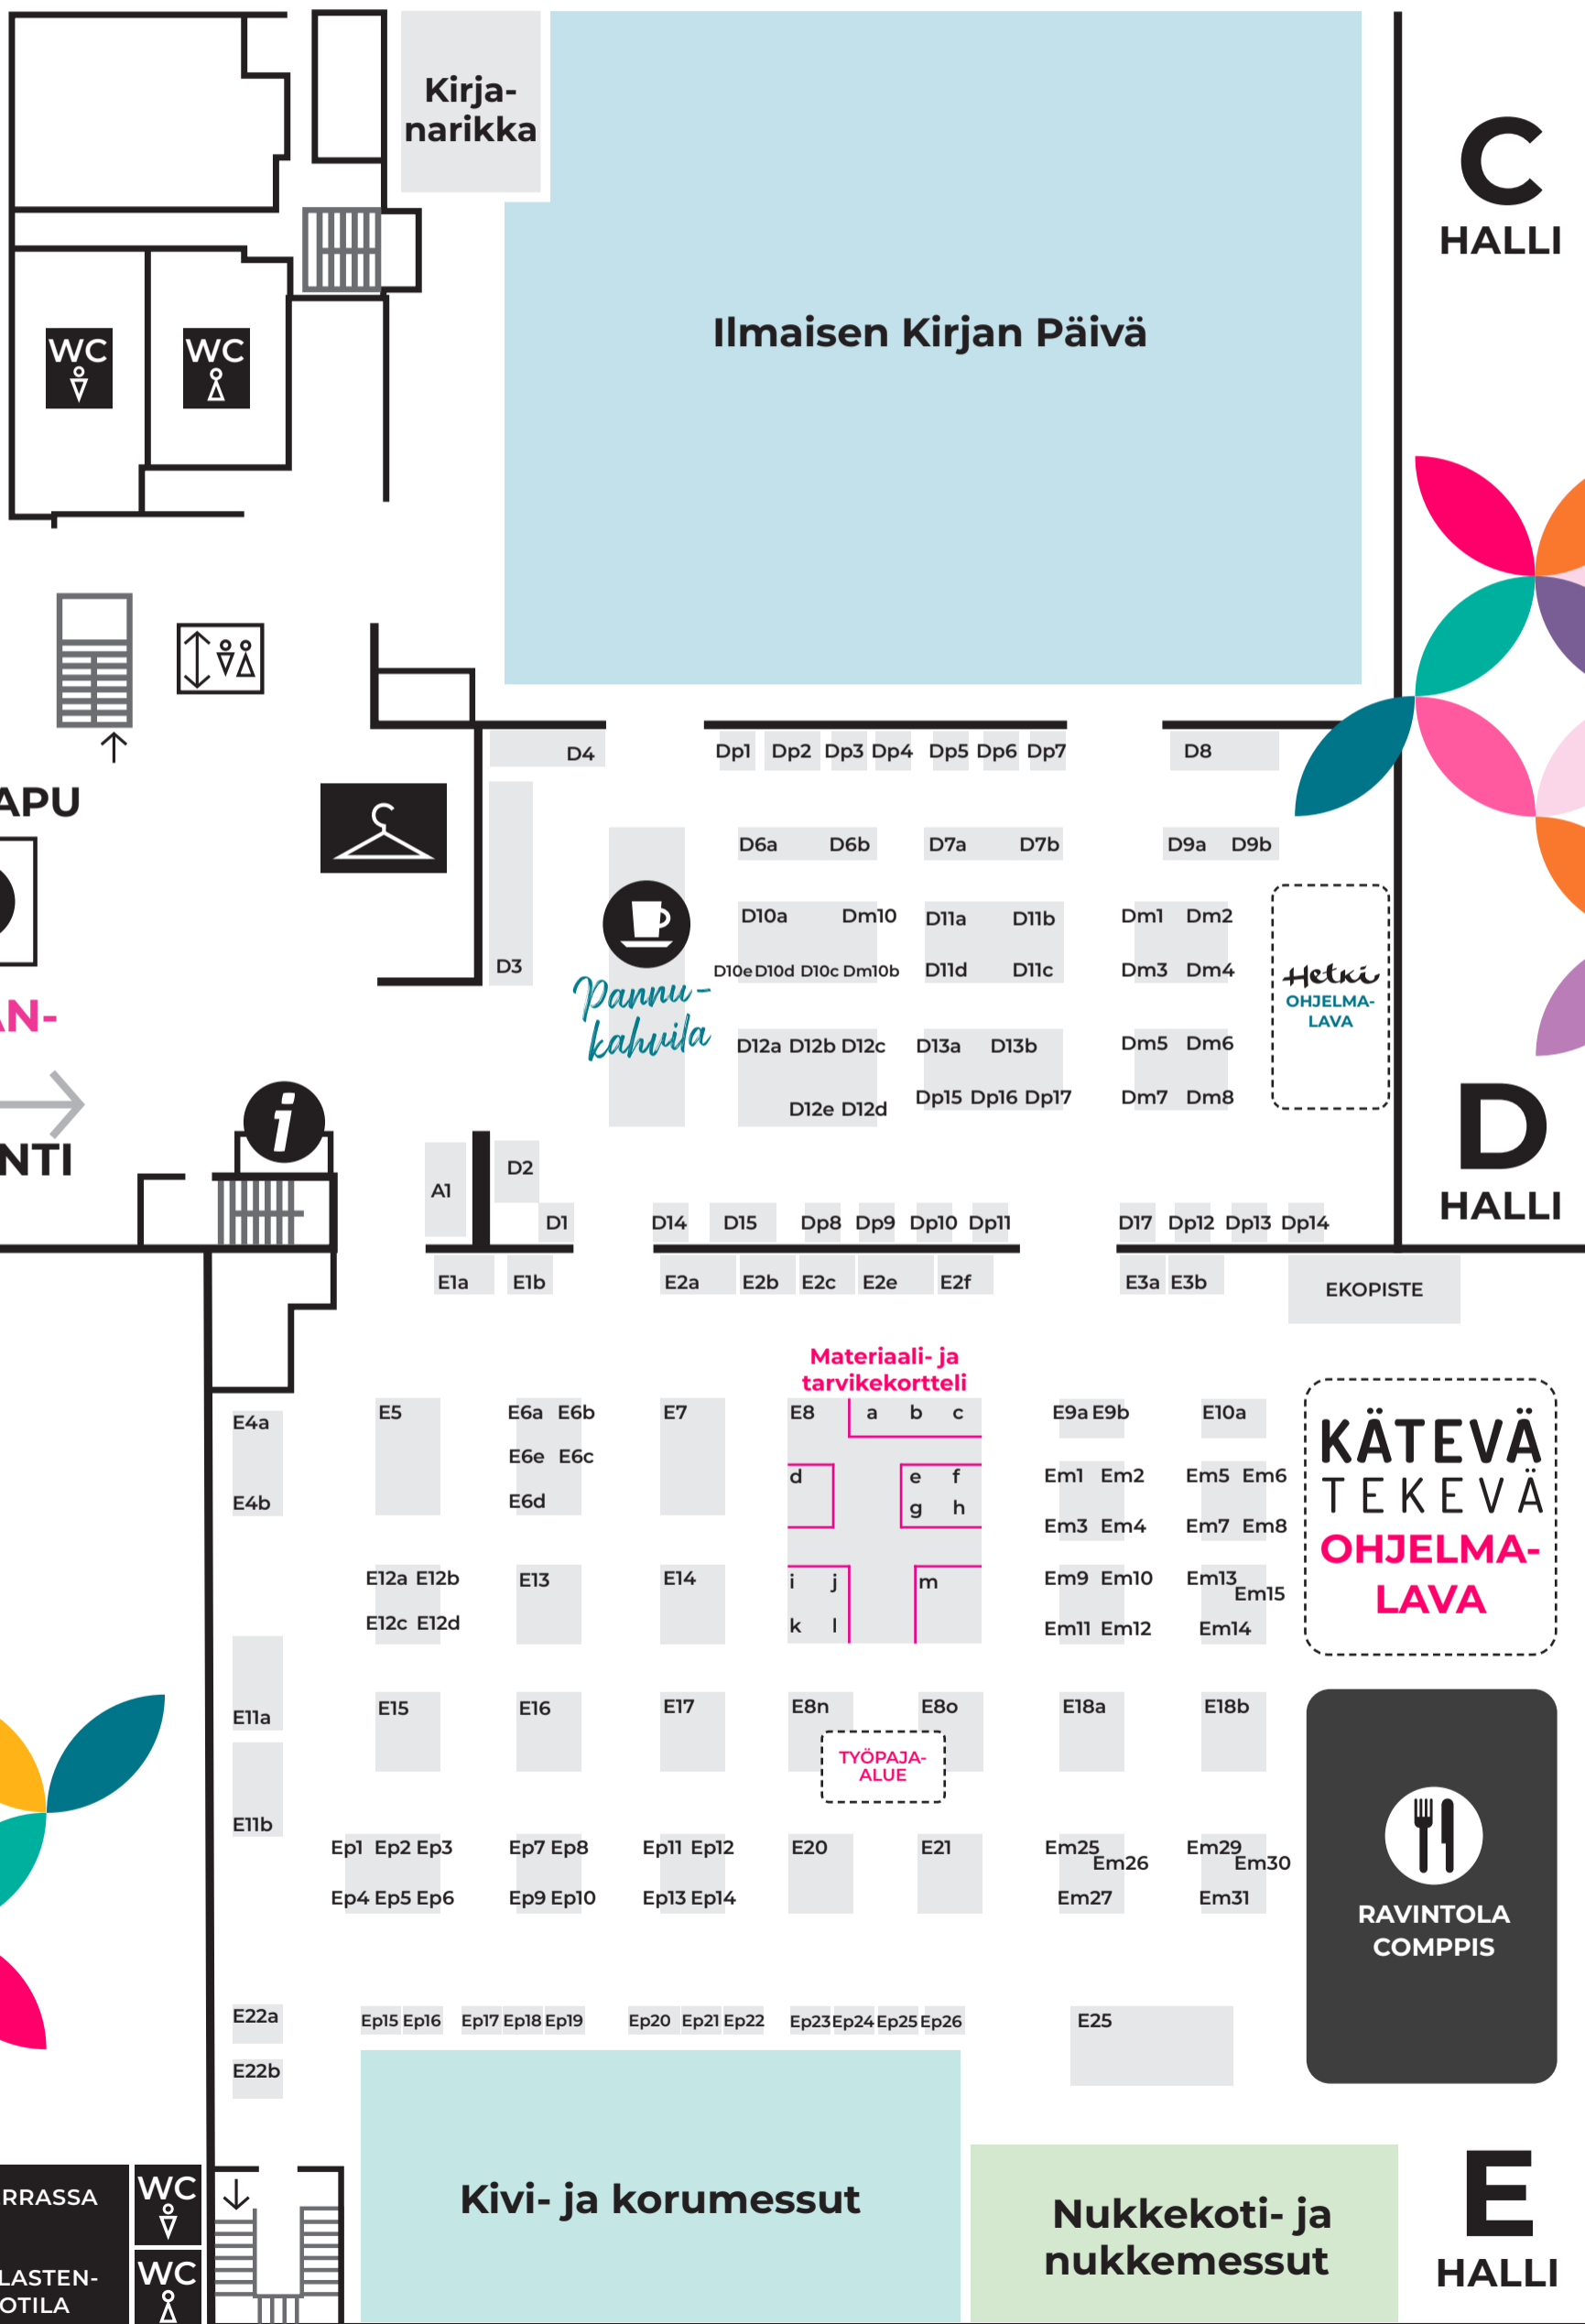 Kirja-
narikka
C
HALLI
Ilmaisen Kirjan Päivä
WC WC
D4 Dp1 Dp2 Dp3 Dp4 Dp5 Dp6 Dp7 D8
APU
D6a D6b D7a D7b D9a D9b
D10a Dm10 D11a D11b Dm1 Dm2
D3 D10e D10d D10c Dm10b D11d D11c Dm3 Dm4
Hetki
OHJELMA-
LAVA
Pannu-
kahvila
AN-
D12a D12b D12c D13a D13b Dm5 Dm6
D12e D12d Dp15 Dp16 Dp17 Dm7 Dm8
i
NTI
D
HALLI
A1 D2
D1 D14 D15 Dp8 Dp9 Dp10 Dp11 D17 Dp12 Dp13 Dp14
E1a E1b E2a E2b E2c E2e E2f E3a E3b EKOPISTE
Materiaali- ja
tarvikekortteli
E4a E5 E6a E6b E7 E8 a b c E9a E9b E10a
E6e E6c
E4b E6d d e f Em1 Em2 Em5 Em6
g h Em3 Em4 Em7 Em8
KÄTEVÄ
TEKEVÄ
OHJELMA-
LAVA
E12a E12b E13 E14 i j m Em9 Em10 Em13 Em15
E12c E12d k l Em11 Em12 Em14
E11a E15 E16 E17 E8n E8o E18a E18b
TYÖPAJA-
ALUE
E11b
Ep1 Ep2 Ep3 Ep7 Ep8 Ep11 Ep12 E20 E21 Em25 Em26 Em29 Em30
Ep4 Ep5 Ep6 Ep9 Ep10 Ep13 Ep14 Em27 Em31
RAVINTOLA
COMPPIS
E22a Ep15 Ep16 Ep17 Ep18 Ep19 Ep20 Ep21 Ep22 Ep23 Ep24 Ep25 Ep26 E25
E22b
RRASSA WC
Kivi- ja korumessut
Nukkekoti- ja
nukkemessut
E
HALLI
LASTEN-
OTILA WC